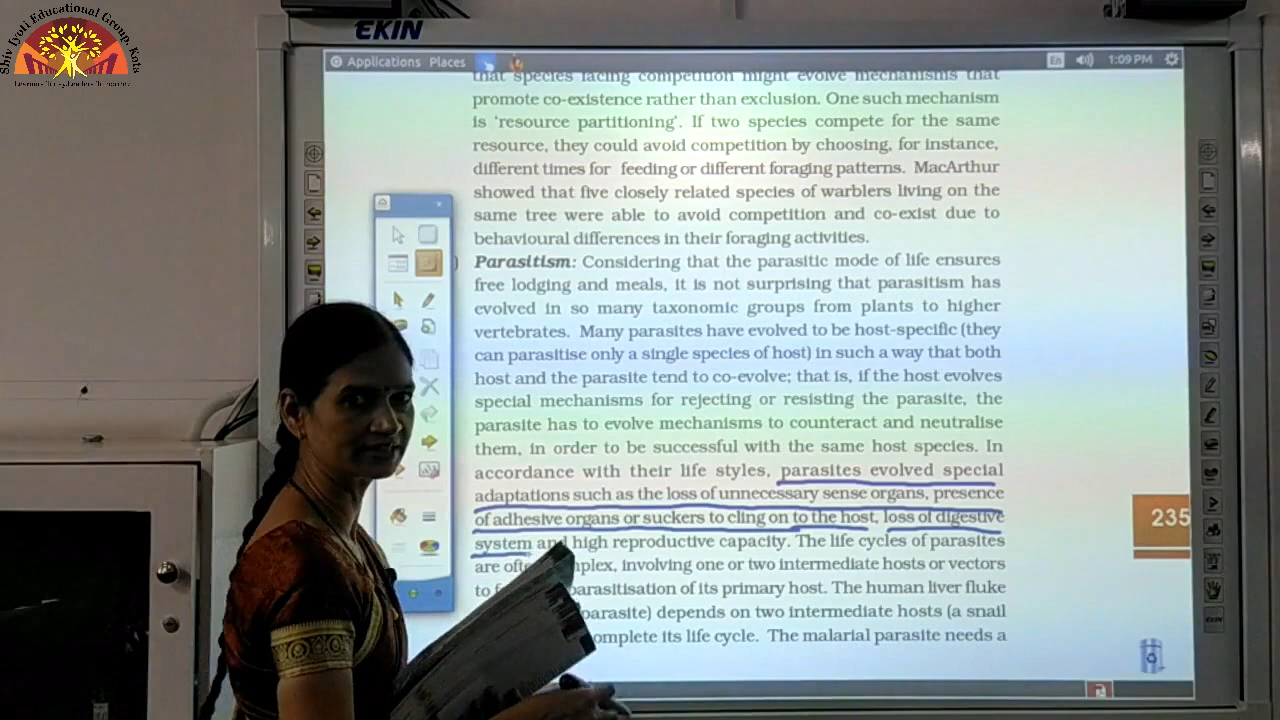 Shiv Jyoti Educational Group, Kota
EKIN
Applications Places
En
1:09 PM
that species facing competition might evolve mechanisms that
promote co-existence rather than exclusion. One such mechanism
is 'resource partitioning'. If two species compete for the same
resource, they could avoid competition by choosing, for instance,
different times for feeding or different foraging patterns. MacArthur
showed that five closely related species of warblers living on the
same tree were able to avoid competition and co-exist due to
behavioural differences in their foraging activities.
) Parasitism: Considering that the parasitic mode of life ensures
free lodging and meals, it is not surprising that parasitism has
evolved in so many taxonomic groups from plants to higher
vertebrates. Many parasites have evolved to be host-specific (they
can parasitise only a single species of host) in such a way that both
host and the parasite tend to co-evolve; that is, if the host evolves
special mechanisms for rejecting or resisting the parasite, the
parasite has to evolve mechanisms to counteract and neutralise
them, in order to be successful with the same host species. In
accordance with their life styles, parasites evolved special
adaptations such as the loss of unnecessary sense organs, presence
of adhesive organs or suckers to cling on to the host, loss of digestive
system and high reproductive capacity. The life cycles of parasites
are often complex, involving one or two intermediate hosts or vectors
to parasitisation of its primary host. The human liver fluke
parasite) depends on two intermediate hosts (a snail
complete its life cycle. The malarial parasite needs a
235
EKIN